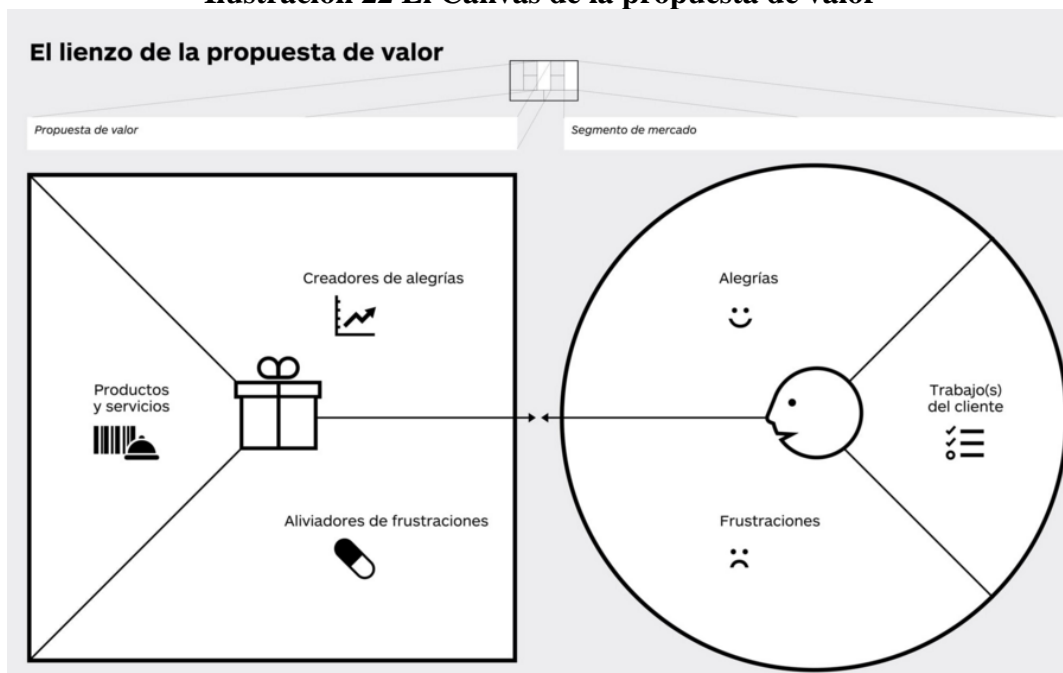 Ilustración 22 El Canvas de la propuesta de valor
El lienzo de la propuesta de valor
Propuesta de valor
Segmento de mercado
Creadores de alegrías
Alegrías
Productos
y servicios
Trabajo(s)
del cliente
Aliviadores de frustraciones
Frustraciones